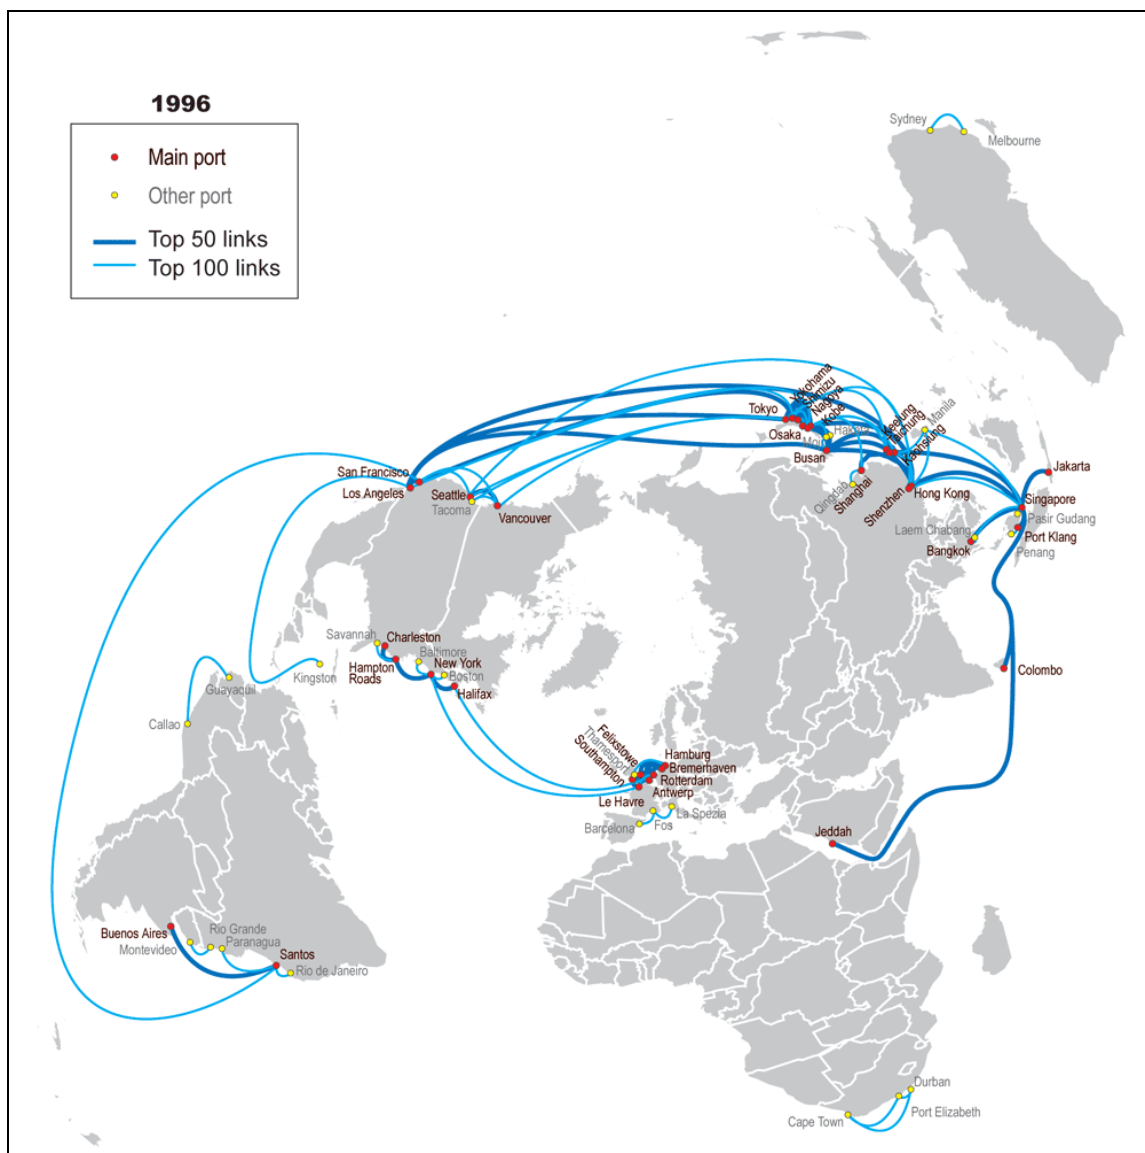 1996
Main port
Other port
Top 50 links
Top 100 links
Sydney
Melbourne
Yokohama
Shimizu
Nagoya
Kobe
Tokyo
Osaka
Hakata
Moji
Busan
Keelung
Taichung
Kaohsiung
Manila
Qingdao
Shanghai
Shenzhen
Hong Kong
Jakarta
Singapore
Pasir Gudang
Port Klang
Penang
Laem Chabang
Bangkok
Colombo
Jeddah
San Francisco
Los Angeles
Seattle
Tacoma
Vancouver
Savannah
Charleston
Baltimore
Hampton
Roads
New York
Boston
Halifax
Kingston
Guayaquil
Callao
Felixstowe
Thamesport
Southampton
Hamburg
Bremerhaven
Rotterdam
Antwerp
Le Havre
La Spezia
Fos
Barcelona
Buenos Aires
Montevideo
Rio Grande
Paranagua
Santos
Rio de Janeiro
Durban
Port Elizabeth
Cape Town